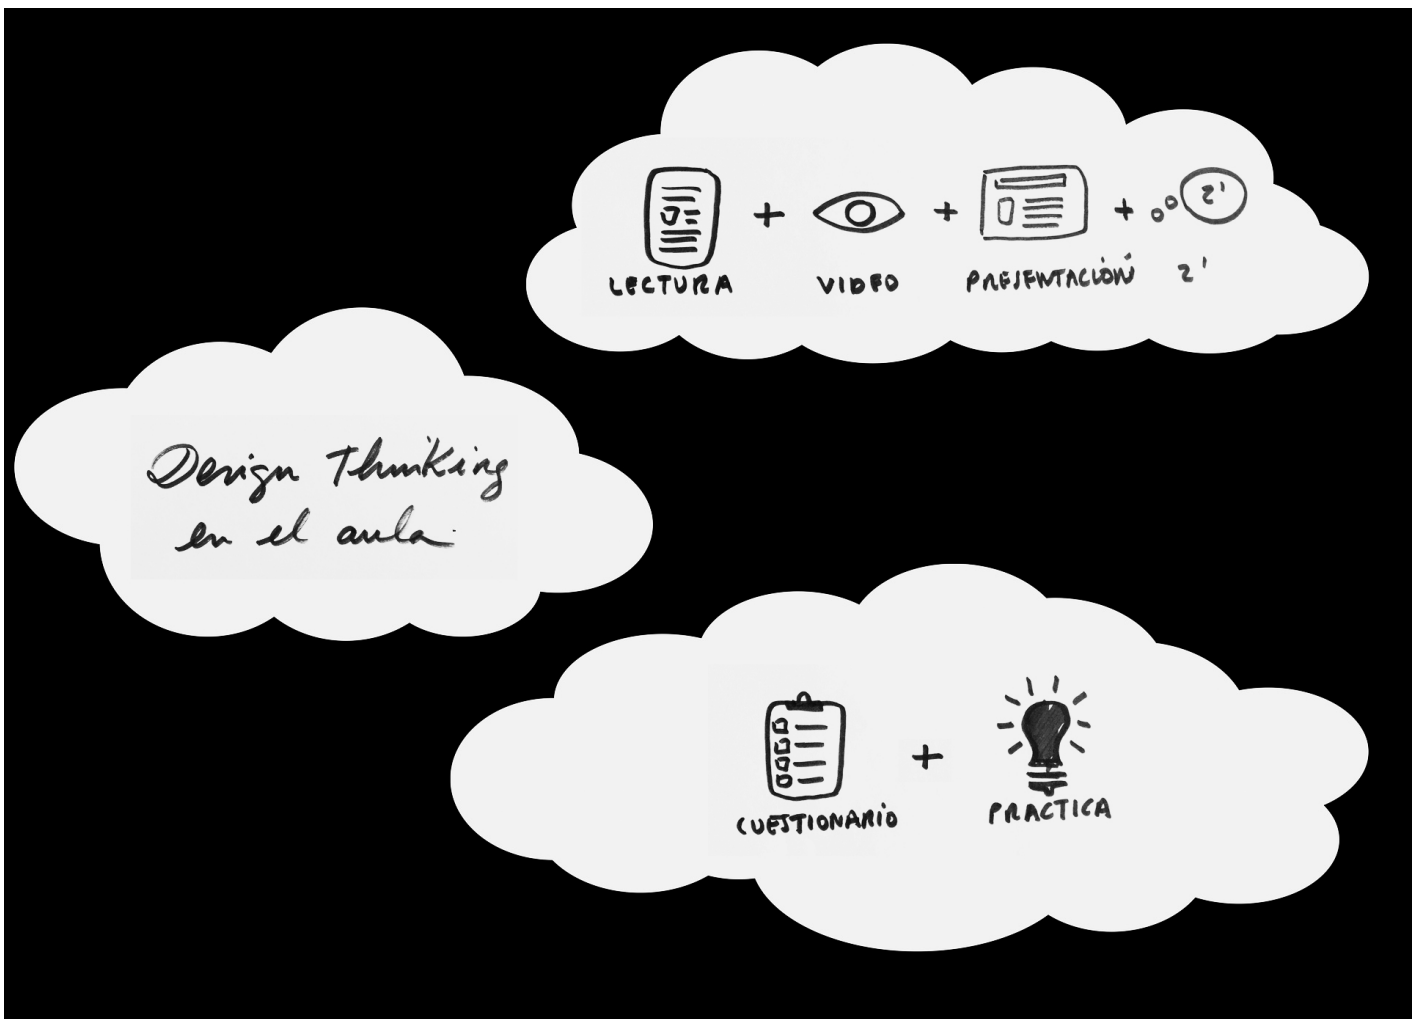 2'
LECTURA + VIDEO + PRESENTACIÓN + 2'
Design Thinking
en el aula
CUESTIONARIO + PRACTICA